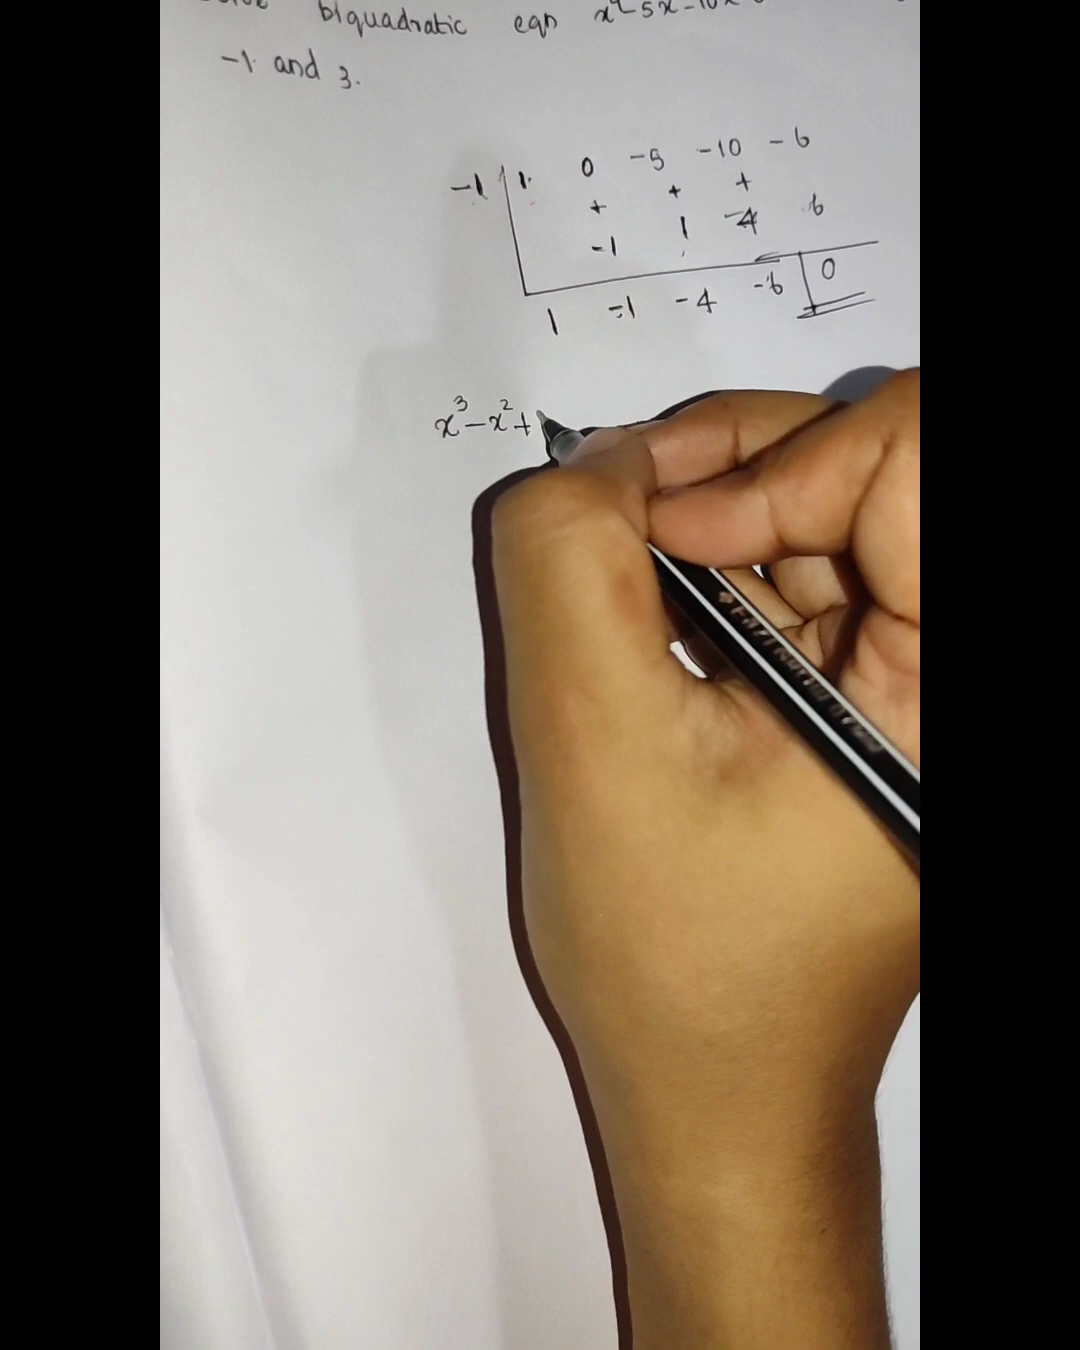 biquadratic eqn
-1 and 3.
-1 1 0 -5 -10 -6
+ + +
-1 1 -4 6
1 -1 -4 -6 0
x³-x²+